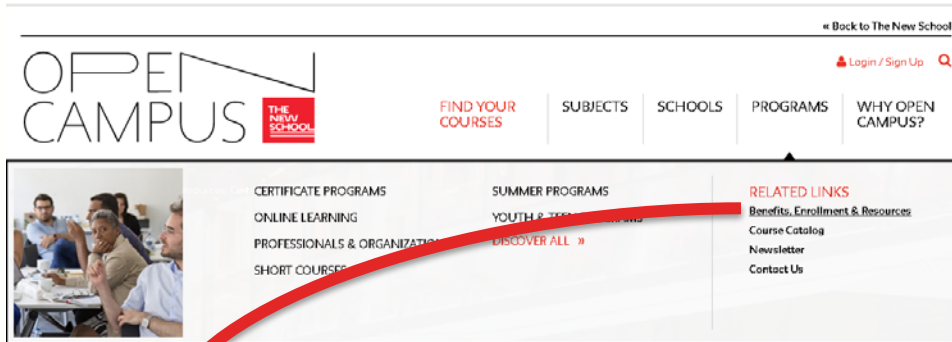 « Back to The New School
Login / Sign Up
OPEN
CAMPUS
THE
NEW
SCHOOL
FIND YOUR
COURSES
SUBJECTS
SCHOOLS
PROGRAMS
WHY OPEN
CAMPUS?
CERTIFICATE PROGRAMS
ONLINE LEARNING
PROFESSIONALS &
SHORT COURSES
SUMMER PROGRAMS
YOUTH &
DISCOVER ALL »
RELATED LINKS
Benefits, Enrollment & Resources
Course Catalog
Newsletter
Contact Us